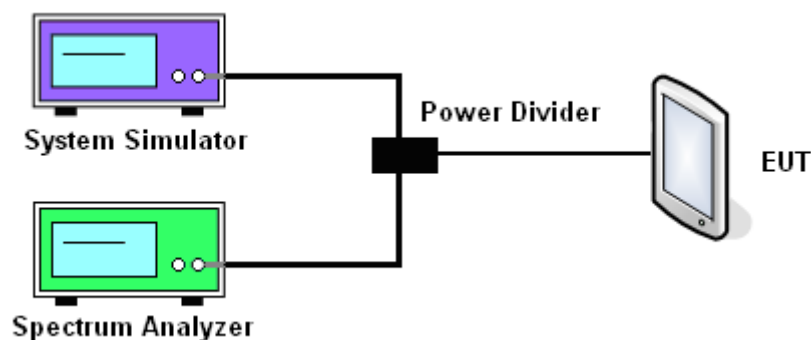 System Simulator
Power Divider
EUT
Spectrum Analyzer